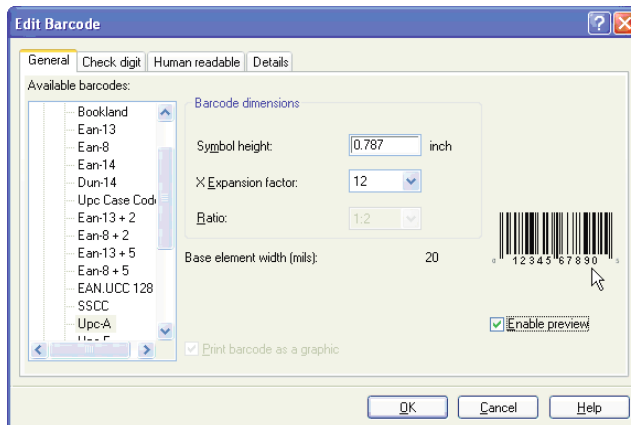 Edit Barcode
General Check digit Human readable Details
Available barcodes:
Bookland
Ean-13
Ean-8
Ean-14
Dun-14
Upc Case Code
Ean-13 + 2
Ean-8 + 2
Ean-13 + 5
Ean-8 + 5
EAN.UCC 128
SSCC
Upc-A
Barcode dimensions
Symbol height: 0.787 inch
X Expansion factor: 12
Ratio: 1:2
Base element width (mils): 20
0 12345 67890 5
Enable preview
Print barcode as a graphic
OK Cancel Help